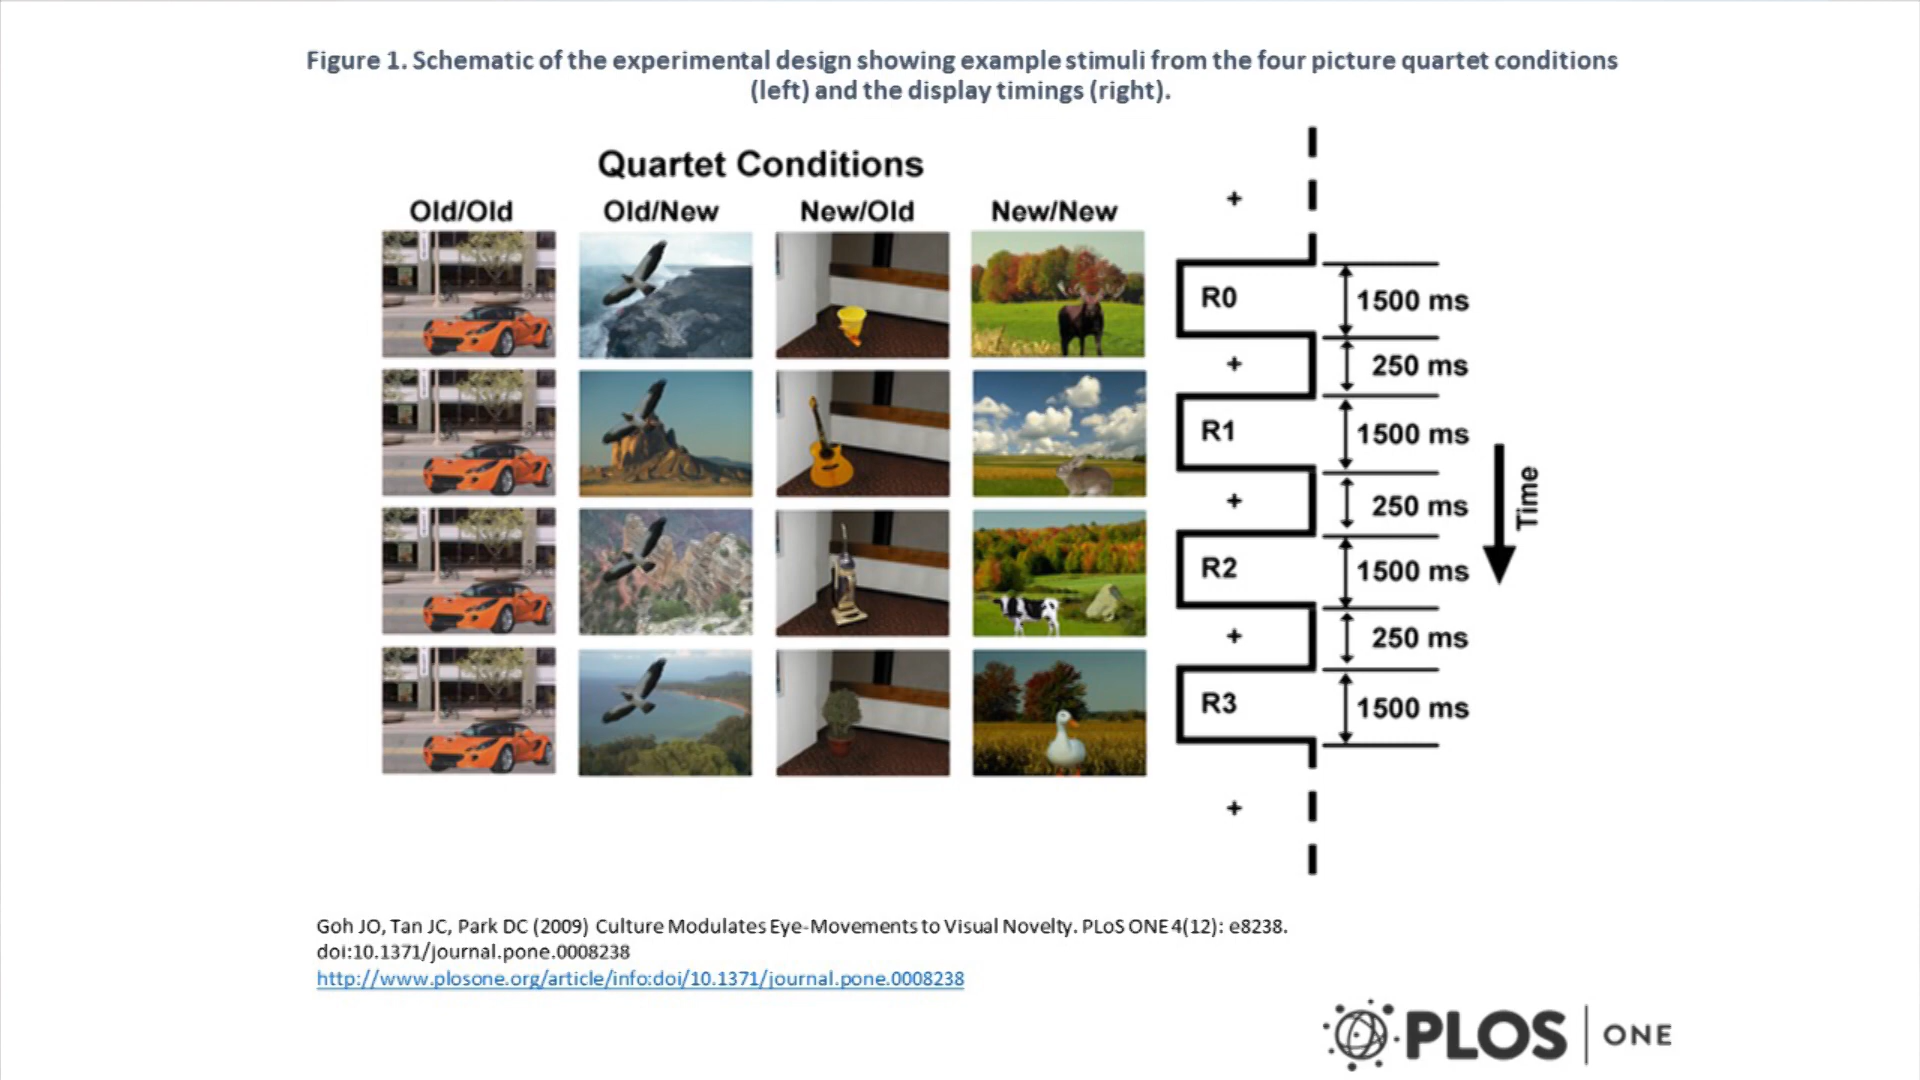 Figure 1. Schematic of the experimental design showing example stimuli from the four picture quartet conditions
(left) and the display timings (right).
Quartet Conditions
Old/Old Old/New New/Old New/New
+
R0 1500 ms
+ 250 ms
R1 1500 ms
+ 250 ms
R2 1500 ms
+ 250 ms
R3 1500 ms
+
Time
Goh JO, Tan JC, Park DC (2009) Culture Modulates Eye-Movements to Visual Novelty. PLoS ONE 4(12): e8238.
doi:10.1371/journal.pone.0008238
http://www.plosone.org/article/info:doi/10.1371/journal.pone.0008238
PLOS ONE